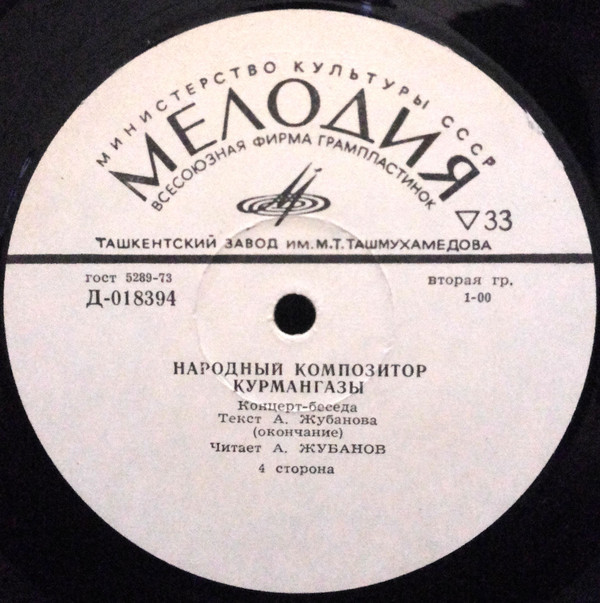 МИНИСТЕРСТВО КУЛЬТУРЫ СССР
МЕЛОДИЯ
ВСЕСОЮЗНАЯ ФИРМА ГРАМПЛАСТИНОК
▽33
ТАШКЕНТСКИЙ ЗАВОД ИМ. М.Т. ТАШМУХАМЕДОВА
гост 5289-73
вторая гр.
Д-018394
1-00
НАРОДНЫЙ КОМПОЗИТОР
КУРМАНГАЗЫ
Концерт-беседа
Текст А. Жубанова
(окончание)
Читает А. ЖУБАНОВ
4 сторона